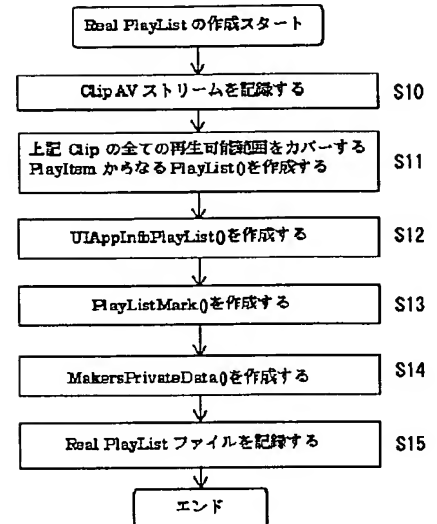 Real PlayList の作成スタート
Clip AV ストリームを記録する
S10
上記 Clip の全ての再生可能範囲をカバーする
PlayItem からなる PlayList()を作成する
S11
UIAppInfoPlayList()を作成する
S12
PlayListMark()を作成する
S13
MakersPrivateData()を作成する
S14
Real PlayList ファイルを記録する
S15
エンド